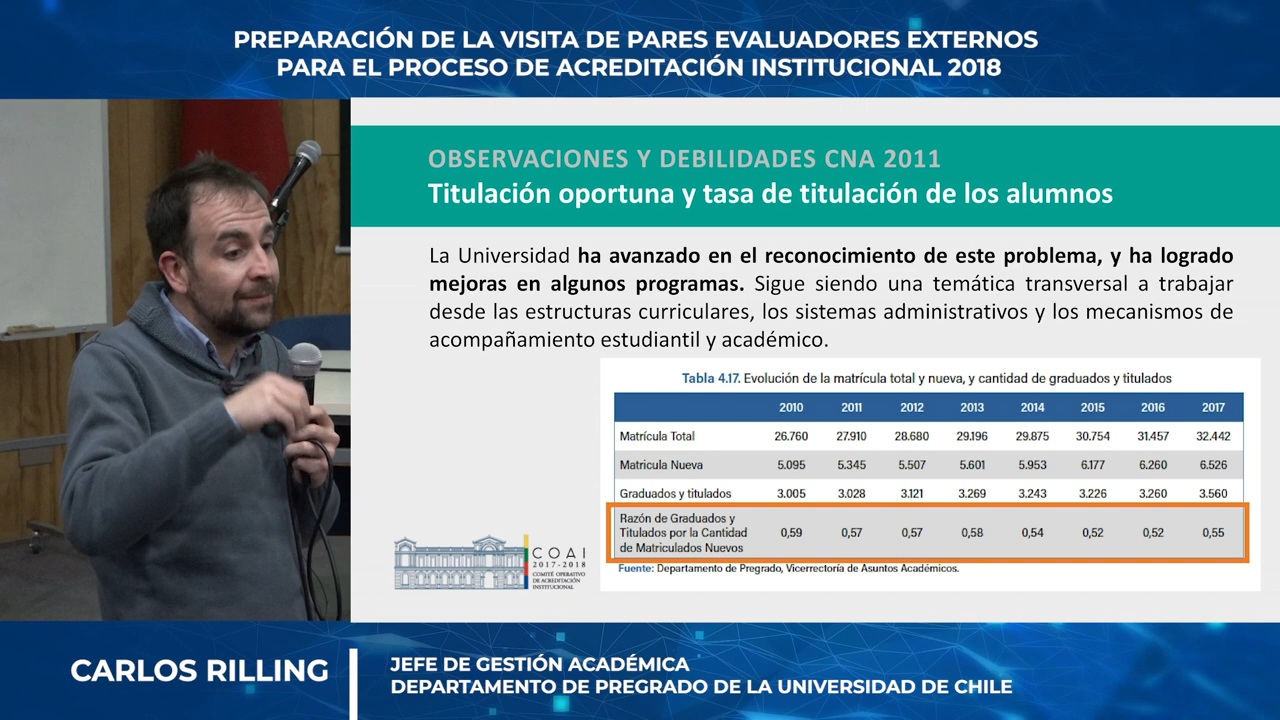 PREPARACIÓN DE LA VISITA DE PARES EVALUADORES EXTERNOS
PARA EL PROCESO DE ACREDITACIÓN INSTITUCIONAL 2018
OBSERVACIONES Y DEBILIDADES CNA 2011
Titulación oportuna y tasa de titulación de los alumnos
La Universidad ha avanzado en el reconocimiento de este problema, y ha logrado
mejoras en algunos programas. Sigue siendo una temática transversal a trabajar
desde las estructuras curriculares, los sistemas administrativos y los mecanismos de
acompañamiento estudiantil y académico.
Tabla 4.17. Evolución de la matrícula total y nueva, y cantidad de graduados y titulados
2010 2011 2012 2013 2014 2015 2016 2017
Matrícula Total 26.760 27.910 28.680 29.196 29.875 30.754 31.457 32.442
Matricula Nueva 5.095 5.345 5.507 5.601 5.953 6.177 6.260 6.526
Graduados y titulados 3.005 3.028 3.121 3.269 3.243 3.226 3.260 3.560
Razón de Graduados y
Titulados por la Cantidad 0,59 0,57 0,57 0,58 0,54 0,52 0,52 0,55
de Matriculados Nuevos
Fuente: Departamento de Pregrado, Vicerrectoría de Asuntos Académicos.
COAI
2017-2018
COMITÉ OPERATIVO
DE ACREDITACIÓN
INSTITUCIONAL
CARLOS RILLING
JEFE DE GESTIÓN ACADÉMICA
DEPARTAMENTO DE PREGRADO DE LA UNIVERSIDAD DE CHILE